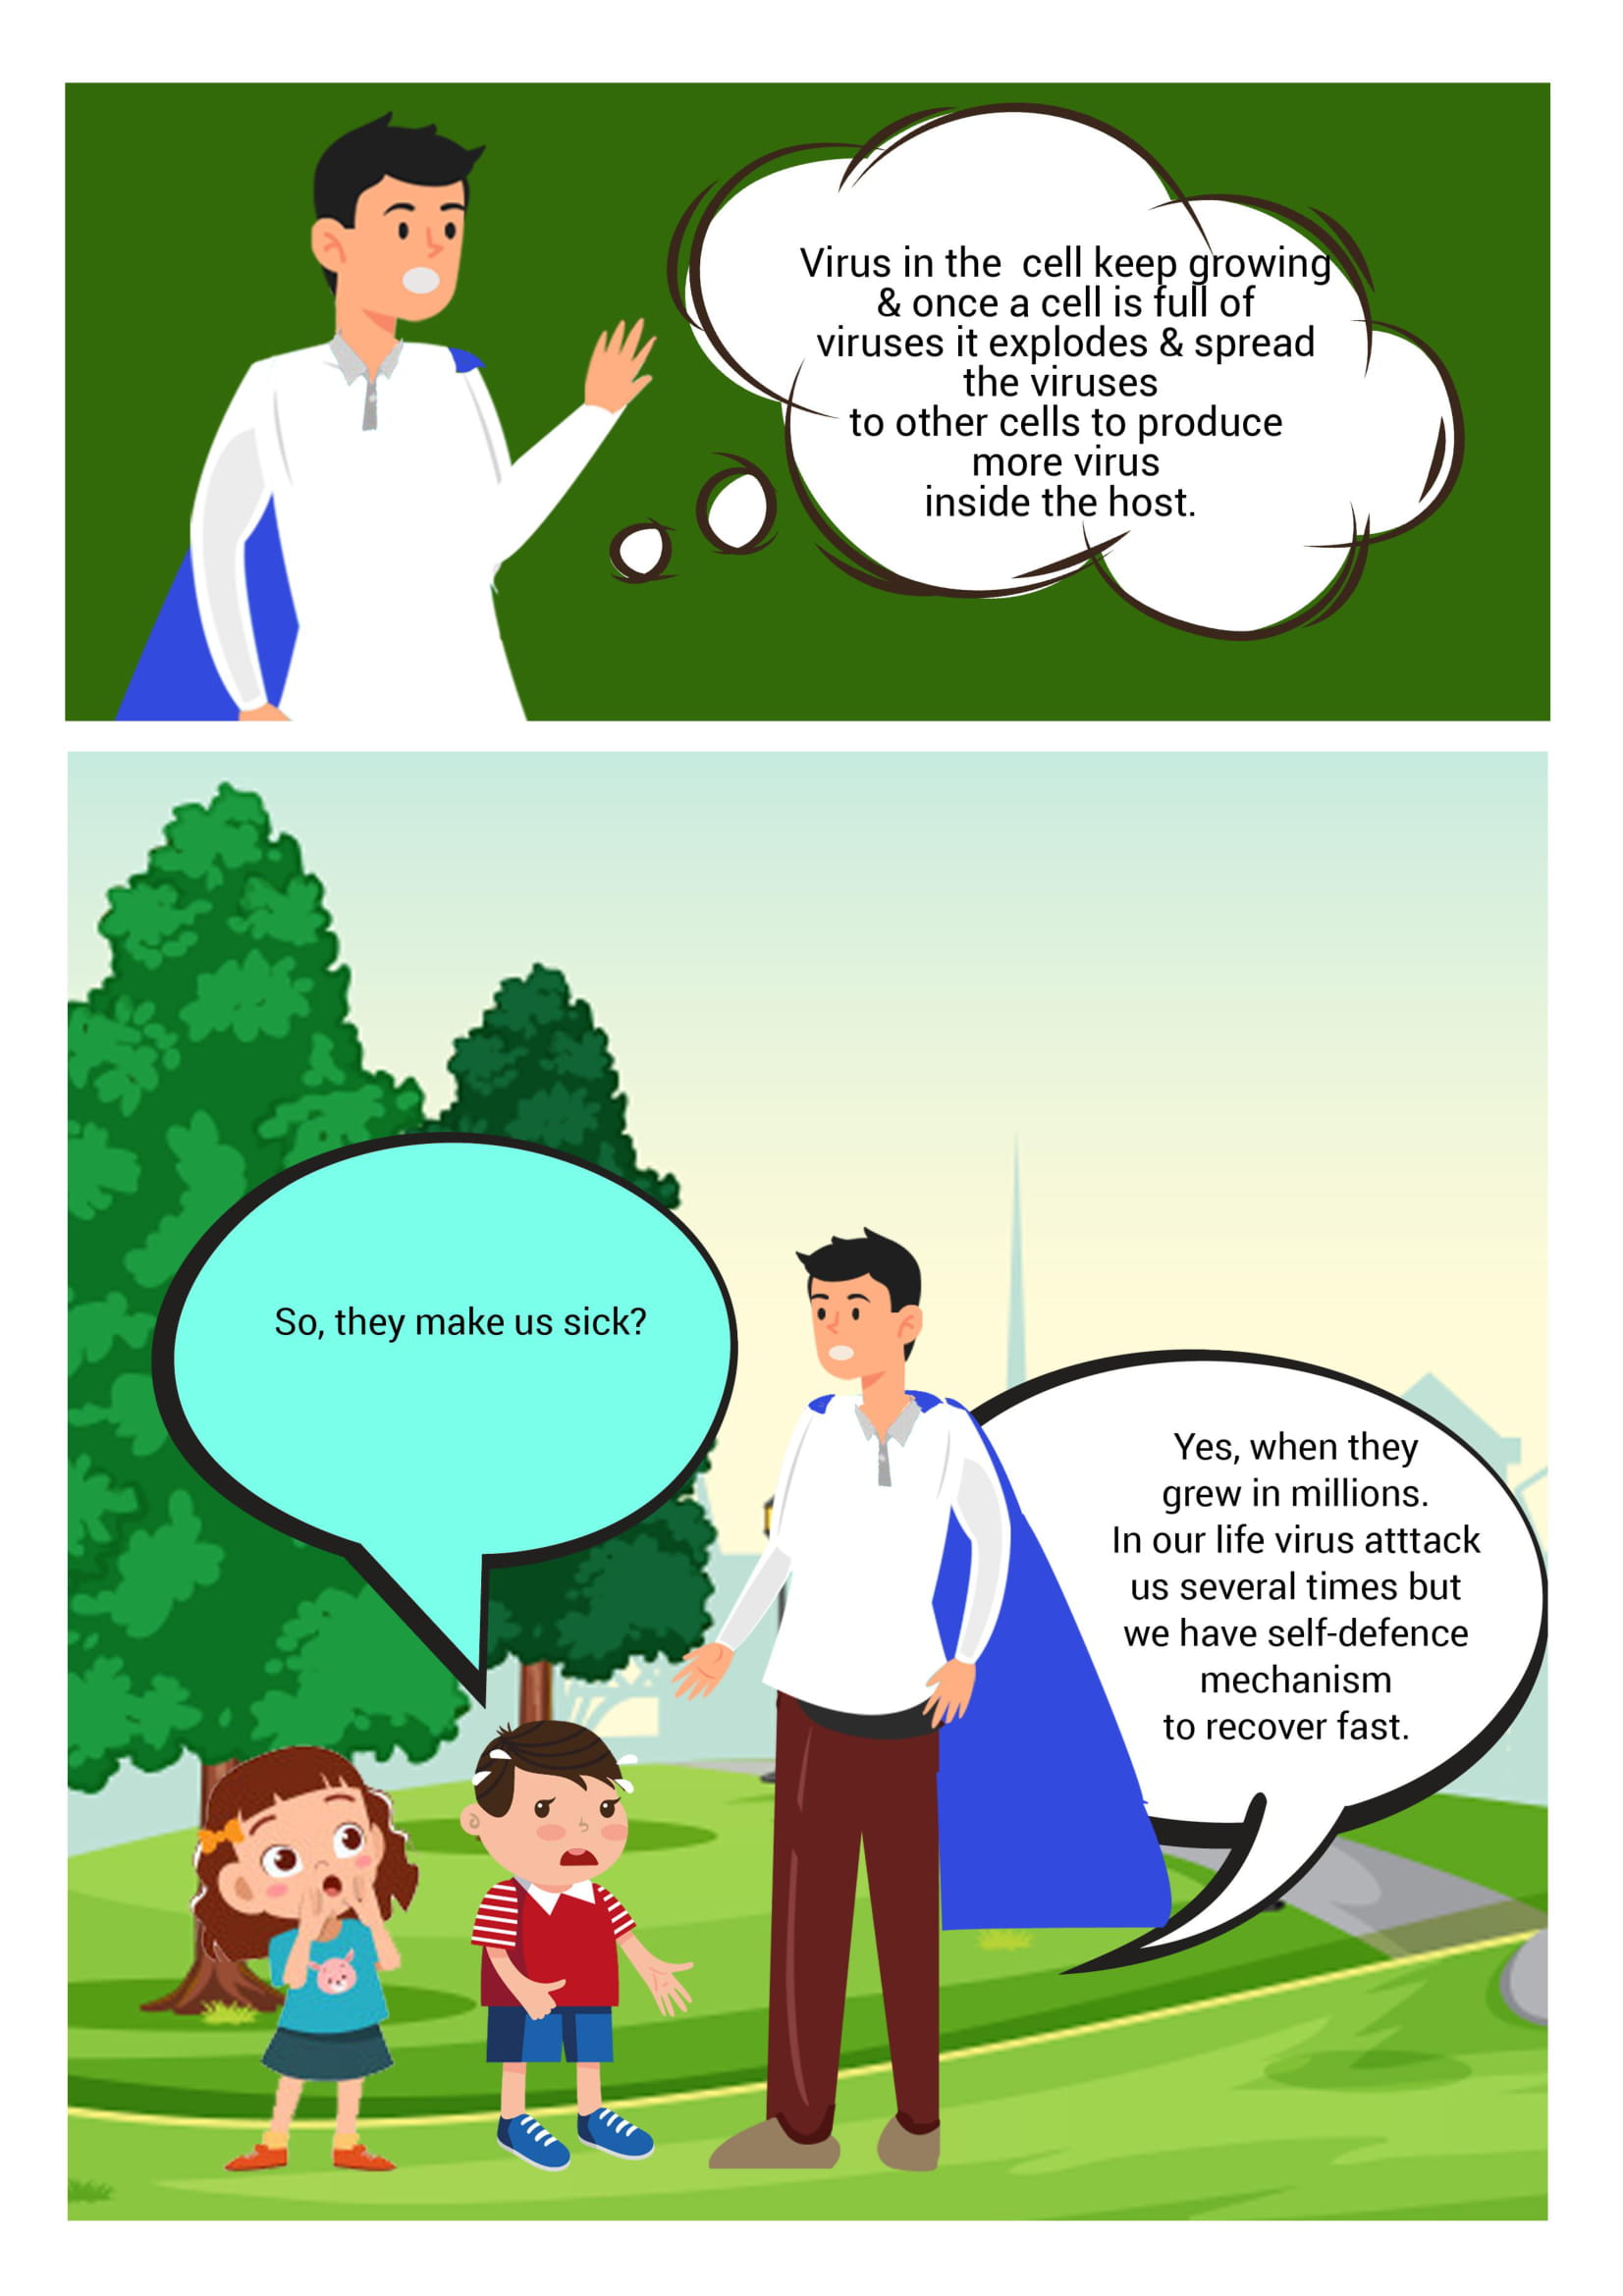 Virus in the cell keep growing
& once a cell is full of
viruses it explodes & spread
the viruses
to other cells to produce
more virus
inside the host.
So, they make us sick?
Yes, when they
grew in millions.
In our life virus atttack
us several times but
we have self-defence
mechanism
to recover fast.